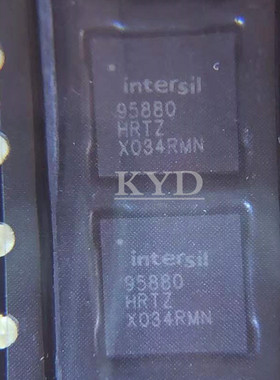 intersil
95880
HRTZ
X034RMN
KYD
intersil
95880
HRTZ
X034RMN